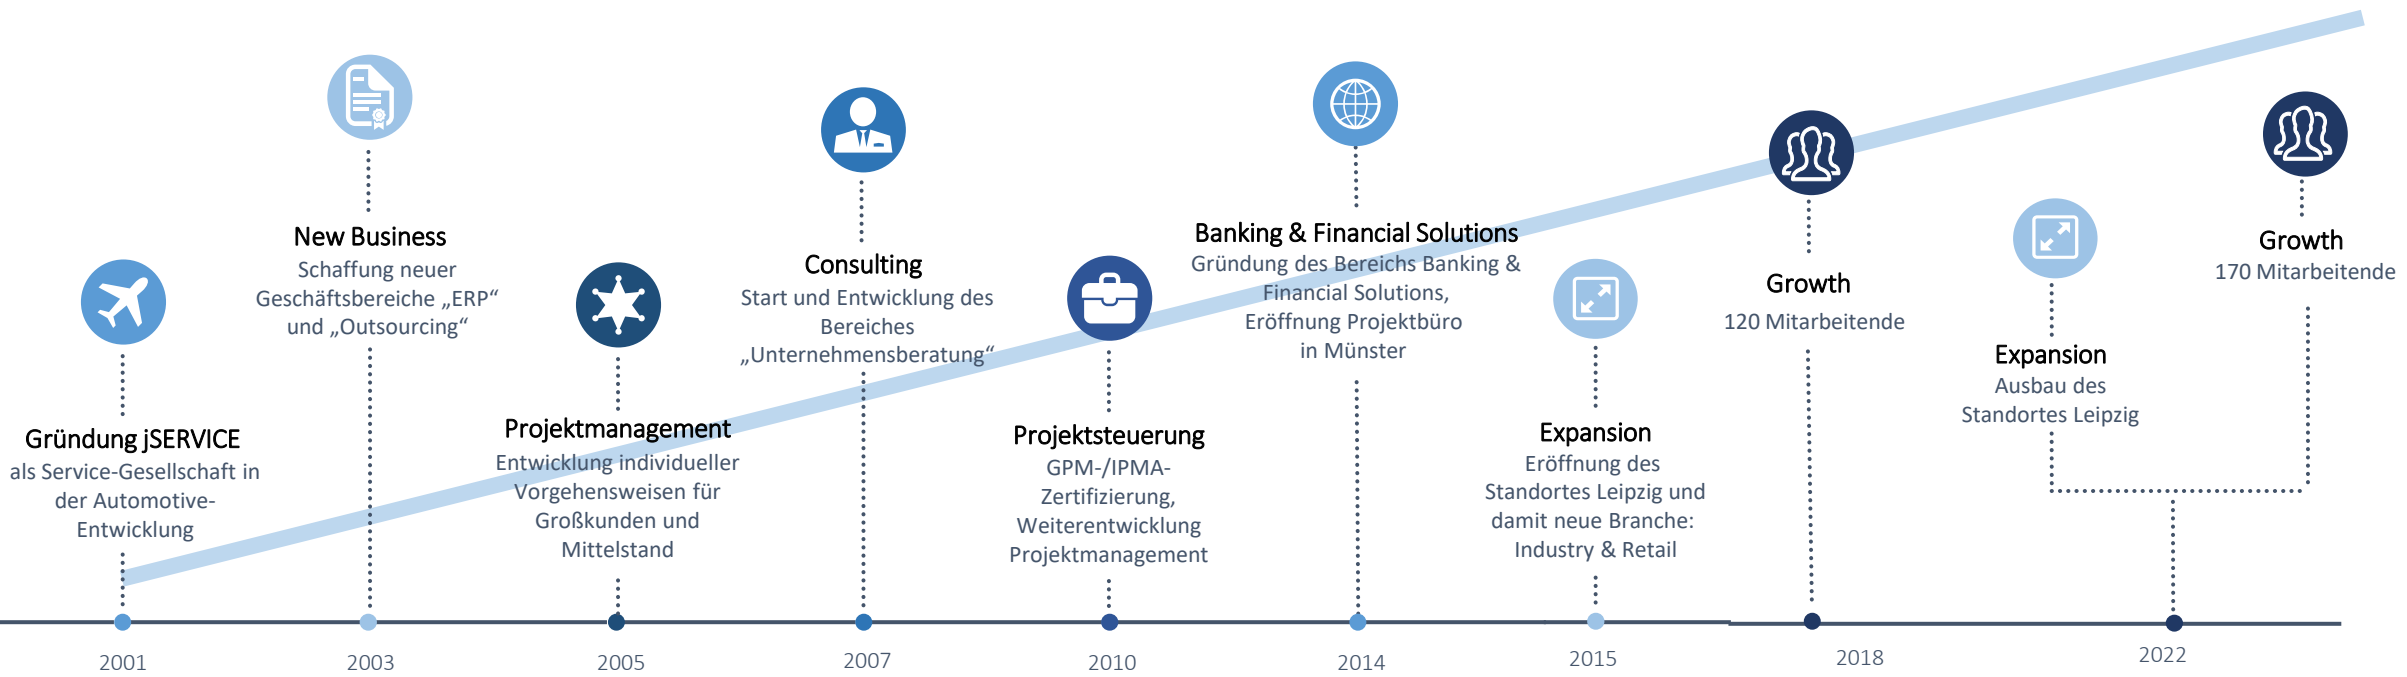 Gründung jSERVICE
als Service-Gesellschaft in
der Automotive-
Entwicklung
2001
New Business
Schaffung neuer
Geschäftsbereiche „ERP“
und „Outsourcing“
2003
Projektmanagement
Entwicklung individueller
Vorgehensweisen für
Großkunden und
Mittelstand
2005
Consulting
Start und Entwicklung des
Bereiches
„Unternehmensberatung“
2007
Projektsteuerung
GPM-/IPMA-
Zertifizierung,
Weiterentwicklung
Projektmanagement
2010
Banking & Financial Solutions
Gründung des Bereichs Banking &
Financial Solutions,
Eröffnung Projektbüro
in Münster
2014
Expansion
Eröffnung des
Standortes Leipzig und
damit neue Branche:
Industry & Retail
2015
Growth
120 Mitarbeitende
2018
Expansion
Ausbau des
Standortes Leipzig
Growth
170 Mitarbeitende
2022